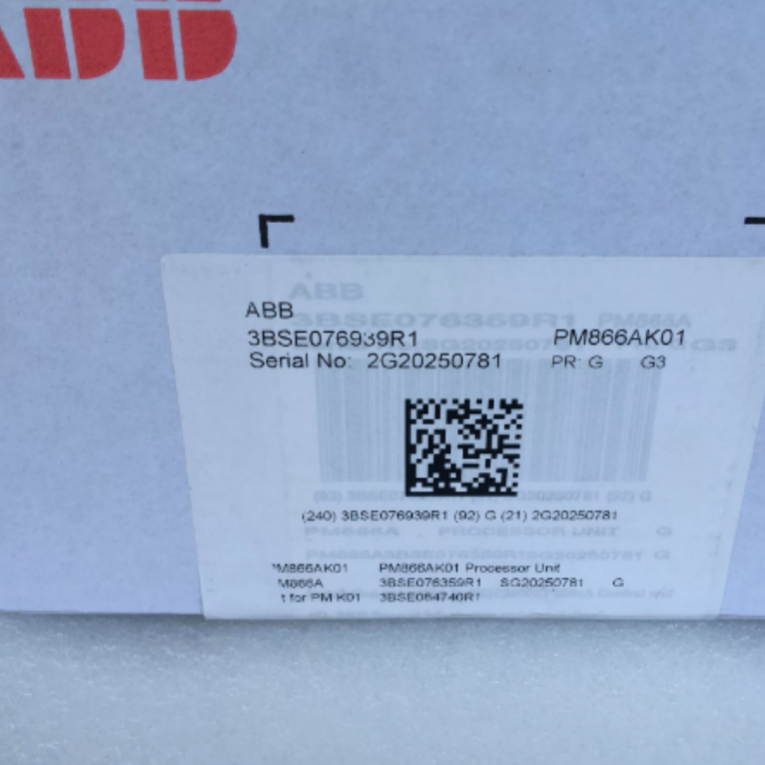 ABB
ABB
3BSE076939R1 PM866AK01
Serial No: 2G20250781 PR: G G3
(240) 3BSE076939R1 (92) G (21) 2G20250781
M866AK01 PM866AK01 Processor Unit
M866A 3BSE076359R1 SG20250781 G
t for PM K01 3BSE064740R1